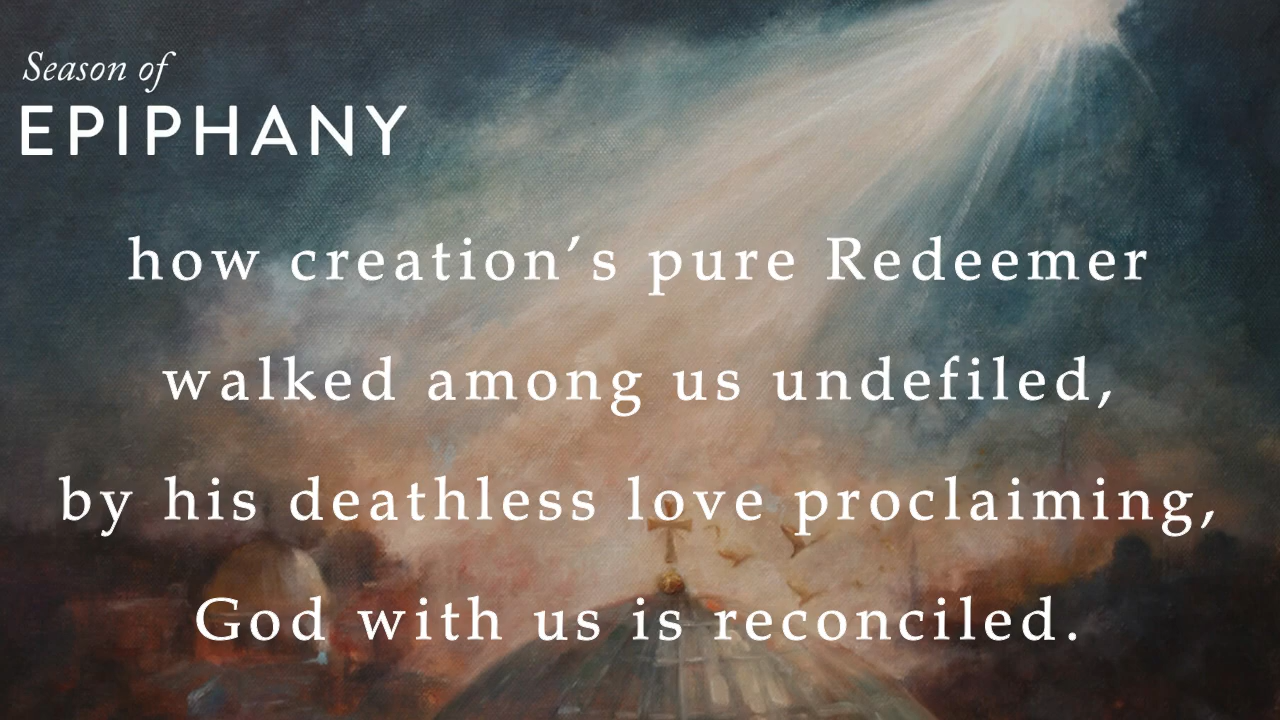 Season of
EPIPHANY
how creation’s pure Redeemer
walked among us undefiled,
by his deathless love proclaiming,
God with us is reconciled.